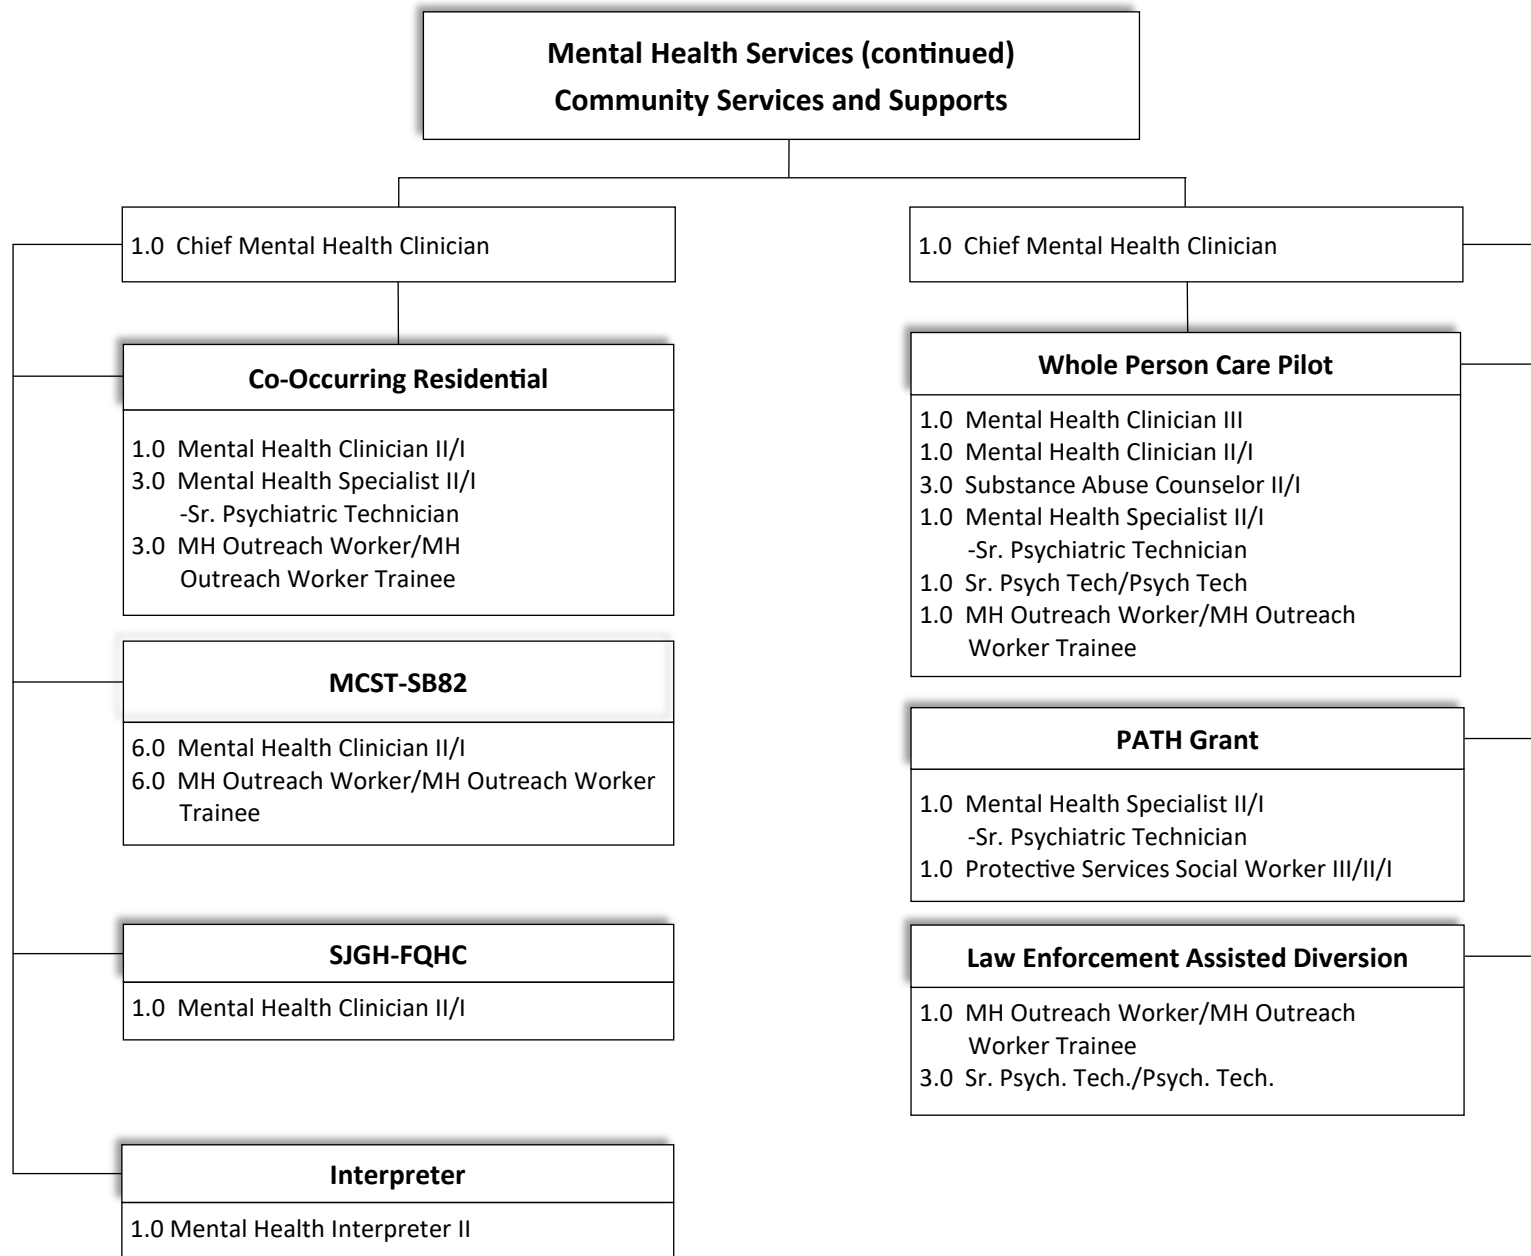 Mental Health Services (continued)
Community Services and Supports
1.0 Chief Mental Health Clinician
Co-Occurring Residential
1.0 Mental Health Clinician II/I
3.0 Mental Health Specialist II/I
-Sr. Psychiatric Technician
3.0 MH Outreach Worker/MH
Outreach Worker Trainee
MCST-SB82
6.0 Mental Health Clinician II/I
6.0 MH Outreach Worker/MH Outreach Worker
Trainee
SJGH-FQHC
1.0 Mental Health Clinician II/I
Interpreter
1.0 Mental Health Interpreter II
1.0 Chief Mental Health Clinician
Whole Person Care Pilot
1.0 Mental Health Clinician III
1.0 Mental Health Clinician II/I
3.0 Substance Abuse Counselor II/I
1.0 Mental Health Specialist II/I
-Sr. Psychiatric Technician
1.0 Sr. Psych Tech/Psych Tech
1.0 MH Outreach Worker/MH Outreach
Worker Trainee
PATH Grant
1.0 Mental Health Specialist II/I
-Sr. Psychiatric Technician
1.0 Protective Services Social Worker III/II/I
Law Enforcement Assisted Diversion
1.0 MH Outreach Worker/MH Outreach
Worker Trainee
3.0 Sr. Psych. Tech./Psych. Tech.